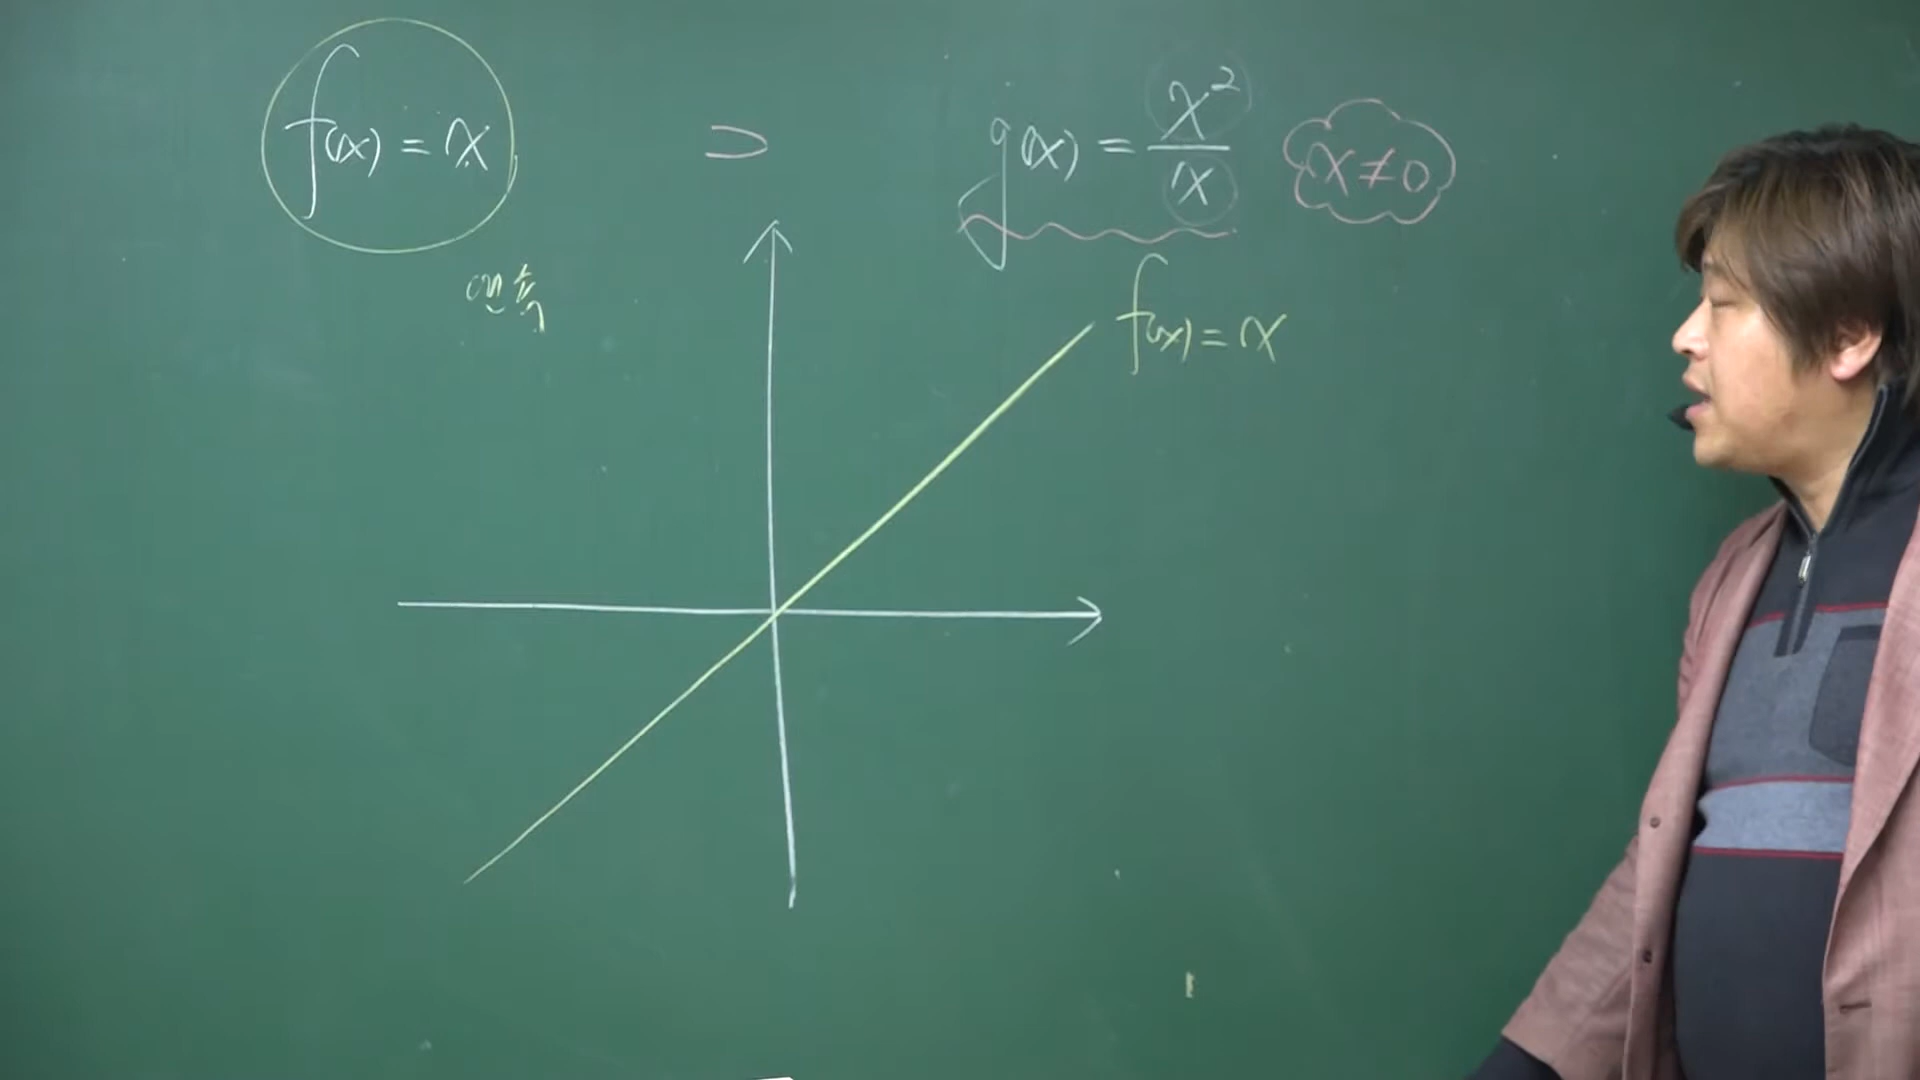 f(x) = x ⊃ g(x) = x²/x x≠0
연속
f(x) = x